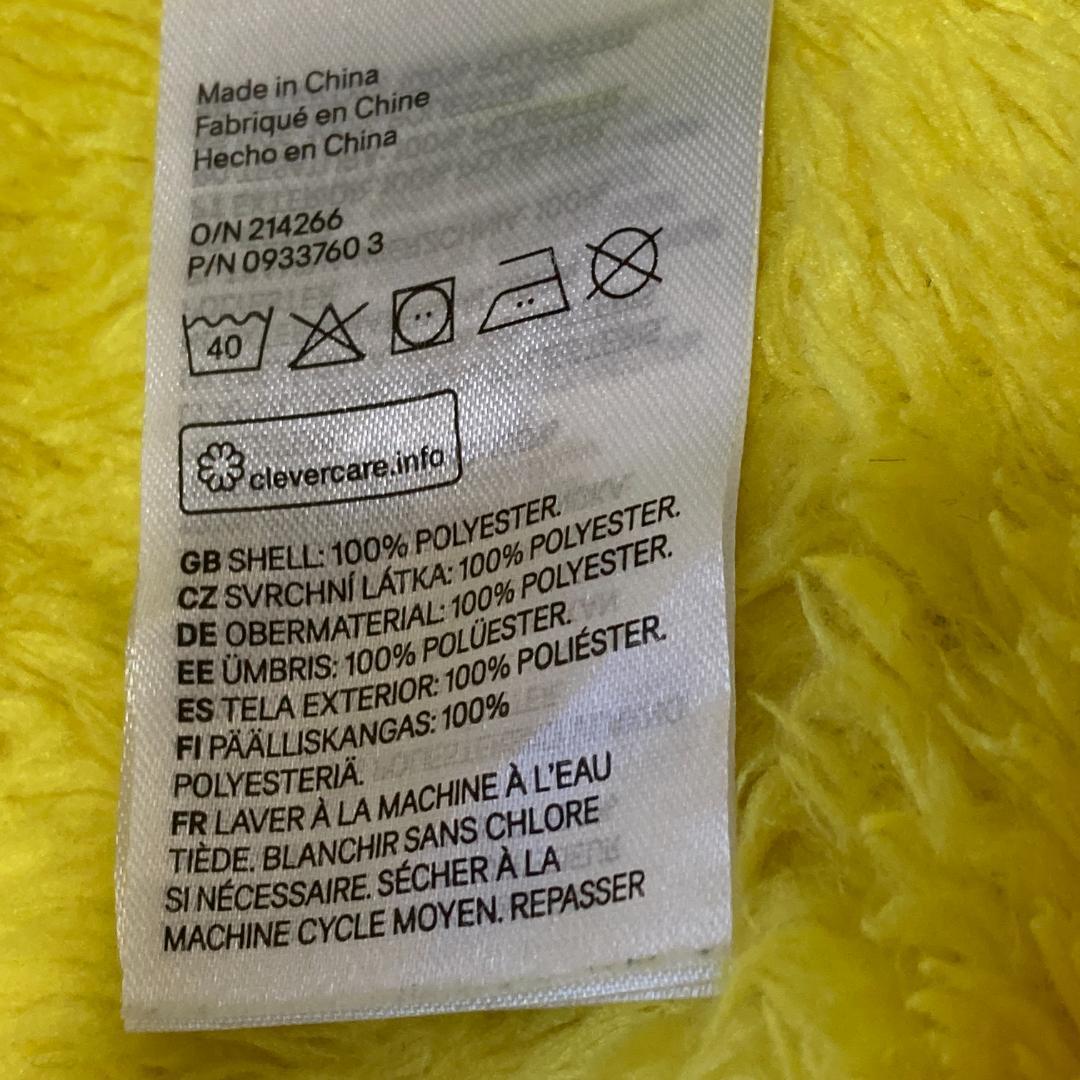 Made in China
Fabriqué en Chine
Hecho en China
O/N 214266
P/N 0933760 3
40
clevercare.info
GB SHELL: 100% POLYESTER.
CZ SVRCHNÍ LÁTKA: 100% POLYESTER.
DE OBERMATERIAL: 100% POLYESTER.
EE ÜMBRIS: 100% POLÜESTER.
ES TELA EXTERIOR: 100% POLIÉSTER.
FI PÄÄLLISKANGAS: 100%
POLYESTERIÄ.
FR LAVER À LA MACHINE À L'EAU
TIÈDE. BLANCHIR SANS CHLORE
SI NÉCESSAIRE. SÉCHER À LA
MACHINE CYCLE MOYEN. REPASSER